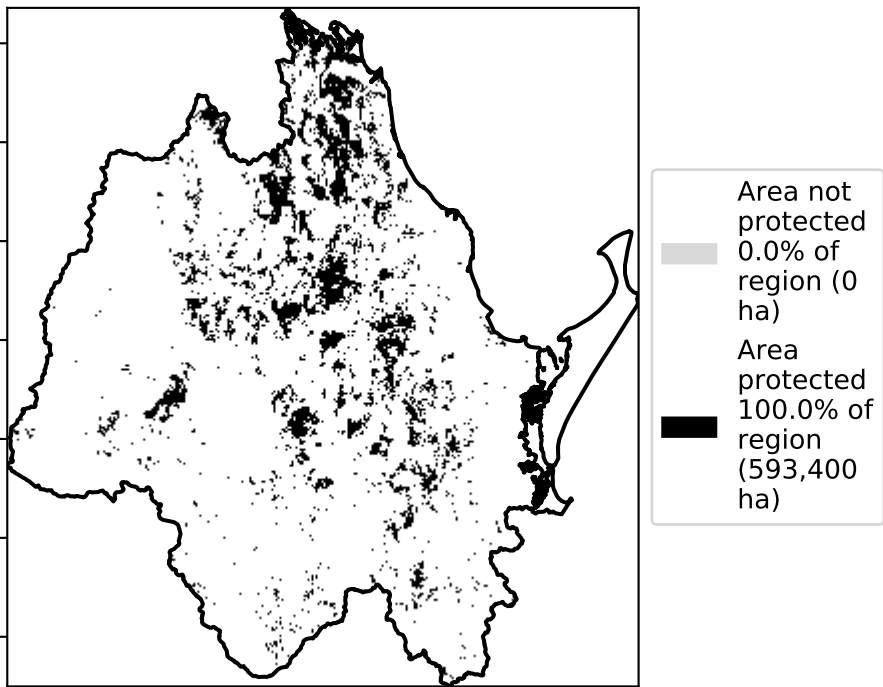 Area not
protected
0.0% of
region (0
ha)
Area
protected
100.0% of
region
(593,400
ha)